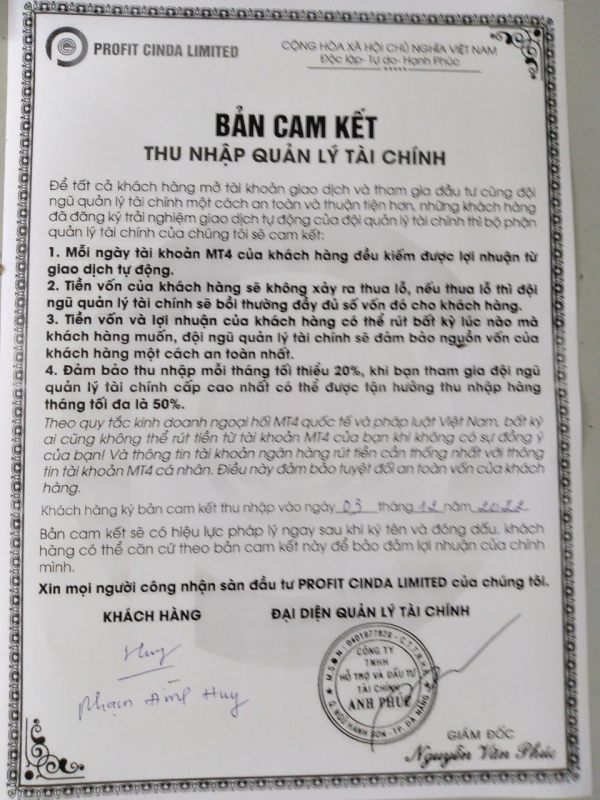 PROFIT CINDA LIMITED
CỘNG HÒA XÃ HỘI CHỦ NGHĨA VIỆT NAM
Độc lập- Tự do- Hạnh Phúc
BẢN CAM KẾT
THU NHẬP QUẢN LÝ TÀI CHÍNH
Để tất cả khách hàng mở tài khoản giao dịch và tham gia đầu tư cùng đội
ngũ quản lý tài chính một cách an toàn và thuận tiện hơn, những khách hàng
đã đăng ký trải nghiệm giao dịch tự động của đội quản lý tài chính thì bộ phận
quản lý tài chính của chúng tôi sẽ cam kết:
1. Mỗi ngày tài khoản MT4 của khách hàng đều kiếm được lợi nhuận từ
giao dịch tự động.
2. Tiền vốn của khách hàng sẽ không xảy ra thua lỗ, nếu thua lỗ thì đội
ngũ quản lý tài chính sẽ bồi thường đầy đủ số vốn đó cho khách hàng.
3. Tiền vốn và lợi nhuận của khách hàng có thể rút bất kỳ lúc nào mà
khách hàng muốn, đội ngũ quản lý tài chính sẽ đảm bảo nguồn vốn của
khách hàng một cách an toàn nhất.
4. Đảm bảo thu nhập mỗi tháng tối thiểu 20%, khi bạn tham gia đội ngũ
quản lý tài chính cấp cao nhất có thể được tận hưởng thu nhập hàng
tháng tối đa là 50%.
Theo quy tắc kinh doanh ngoại hối MT4 quốc tế và pháp luật Việt Nam, bất kỳ
ai cũng không thể rút tiền từ tài khoản MT4 của bạn khi không có sự đồng ý
của bạn! Và thông tin tài khoản ngân hàng rút tiền cần thống nhất với thông
tin tài khoản MT4 cá nhân. Điều này đảm bảo tuyệt đối an toàn vốn của khách
hàng.
Khách hàng ký bản cam kết thu nhập vào ngày 03 tháng 12 năm 2022
Bản cam kết sẽ có hiệu lực pháp lý ngay sau khi ký tên và đóng dấu. khách
hàng có thể căn cứ theo bản cam kết này để bảo đảm lợi nhuận của chính
mình.
Xin mọi người công nhận sàn đầu tư PROFIT CINDA LIMITED của chúng tôi.
KHÁCH HÀNG
ĐẠI DIỆN QUẢN LÝ TÀI CHÍNH
Huy
Phạm Huy
M.S.D.N: 0401977829 - C.T.T.N.H.H
CÔNG TY
TNHH
HỖ TRỢ VÀ ĐẦU TƯ
TÀI CHÍNH
ANH PHÚC
Q. NGŨ HÀNH SƠN - TP. ĐÀ NẴNG
GIÁM ĐỐC
Nguyễn Văn Phúc